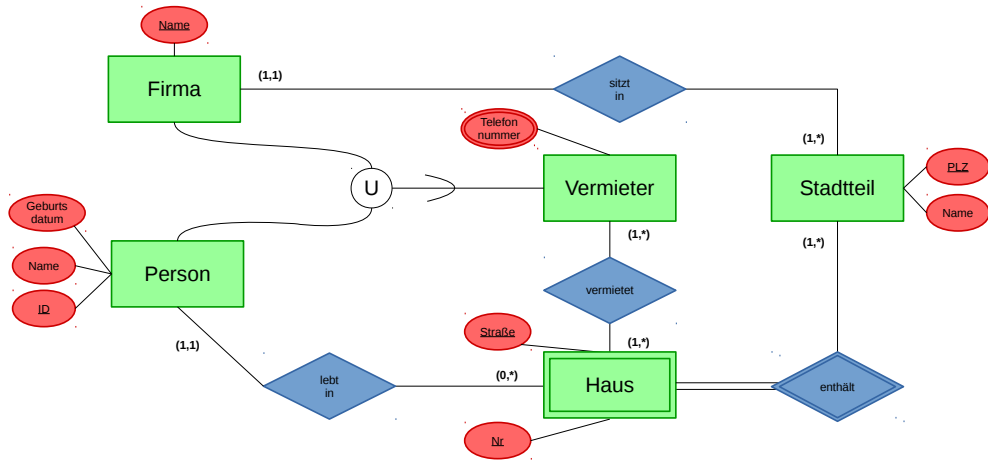 Name
Firma
(1,1)
sitzt
in
Telefon
nummer
(1,*)
PLZ
Vermieter
Stadtteil
U
Geburts
datum
Name
(1,*)
(1,*)
Name
Person
vermietet
ID
Straße
(1,1)
(1,*)
lebt
in
(0,*)
Haus
enthält
Nr